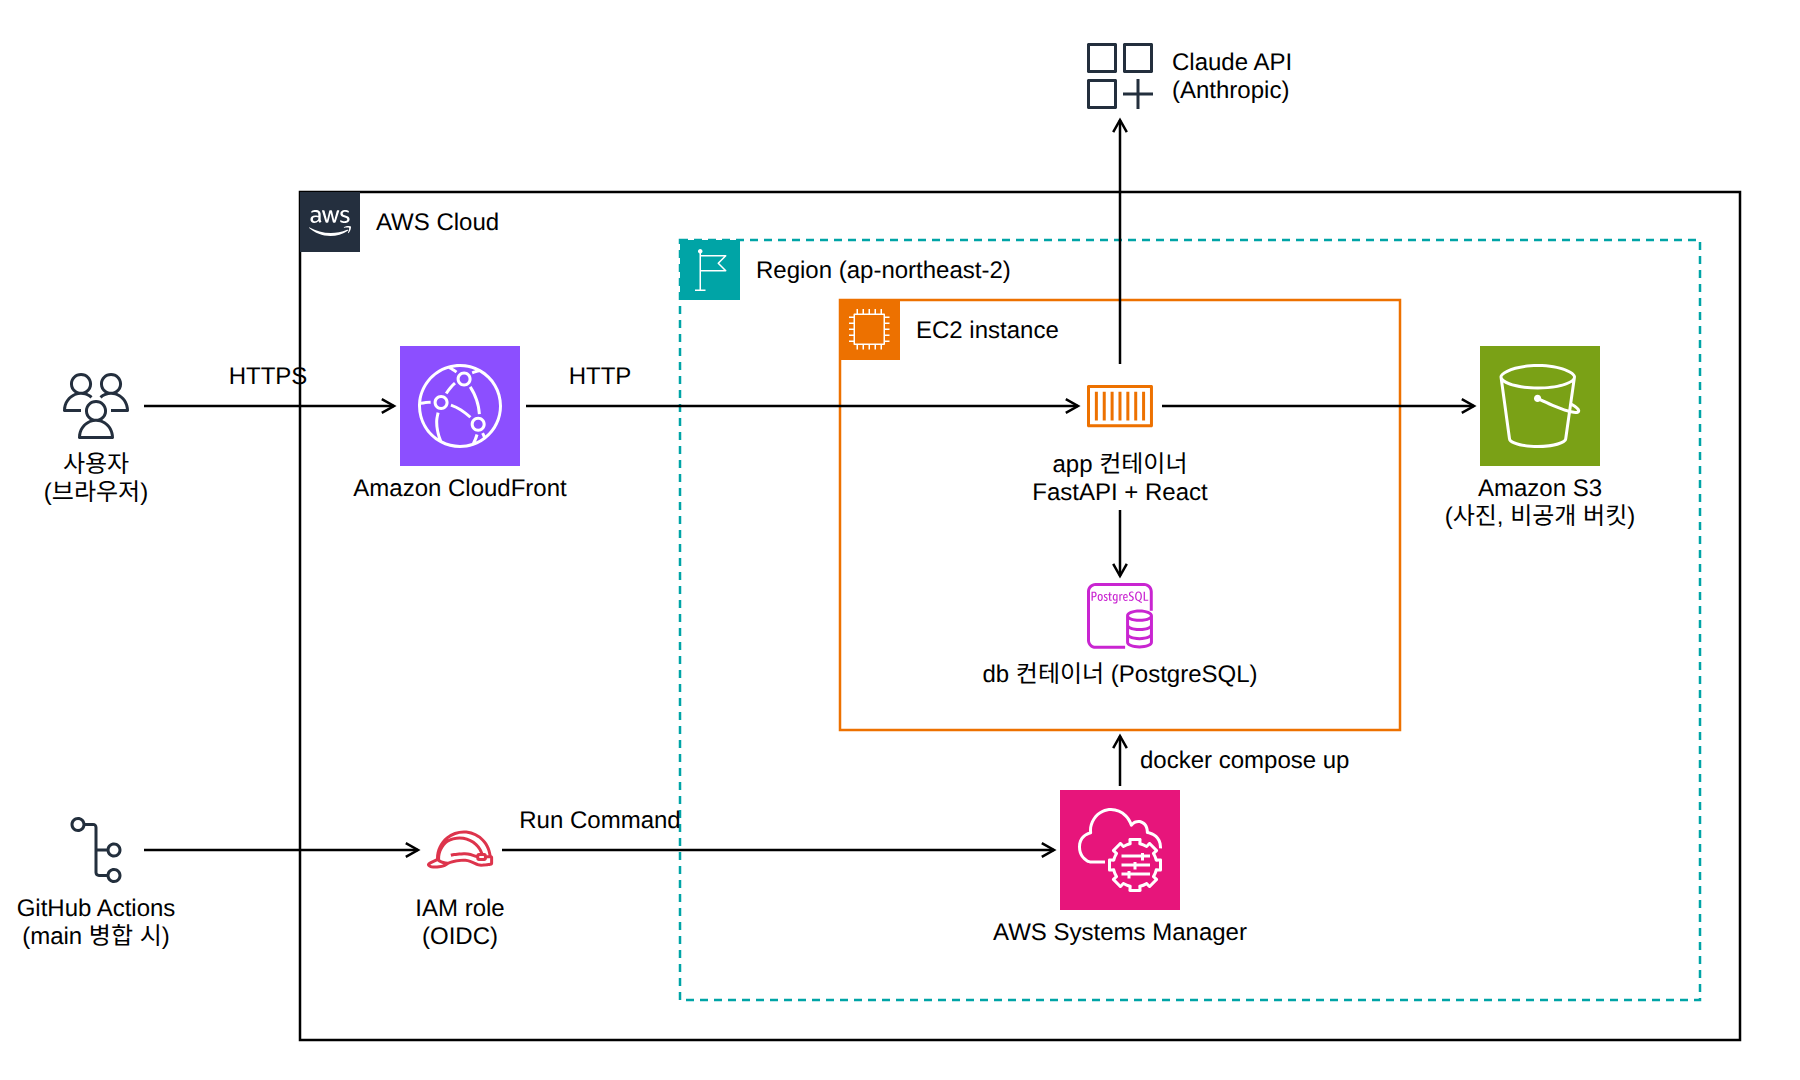 Claude API
(Anthropic)
aws
AWS Cloud
Region (ap-northeast-2)
EC2 instance
HTTPS
HTTP
사용자
(브라우저)
Amazon CloudFront
app 컨테이너
FastAPI + React
Amazon S3
(사진, 비공개 버킷)
PostgreSQL
db 컨테이너 (PostgreSQL)
docker compose up
Run Command
GitHub Actions
(main 병합 시)
IAM role
(OIDC)
AWS Systems Manager